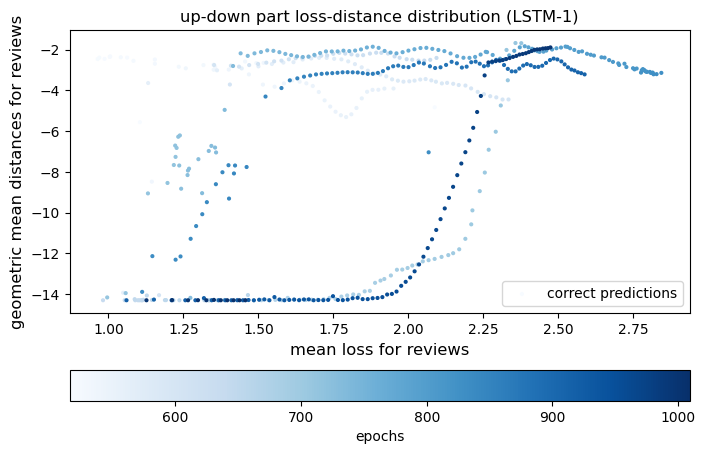 up-down part loss-distance distribution (LSTM-1)
geometric mean distances for reviews
−2
−4
−6
−8
−10
−12
−14
correct predictions
1.00 1.25 1.50 1.75 2.00 2.25 2.50 2.75
mean loss for reviews
600 700 800 900 1000
epochs